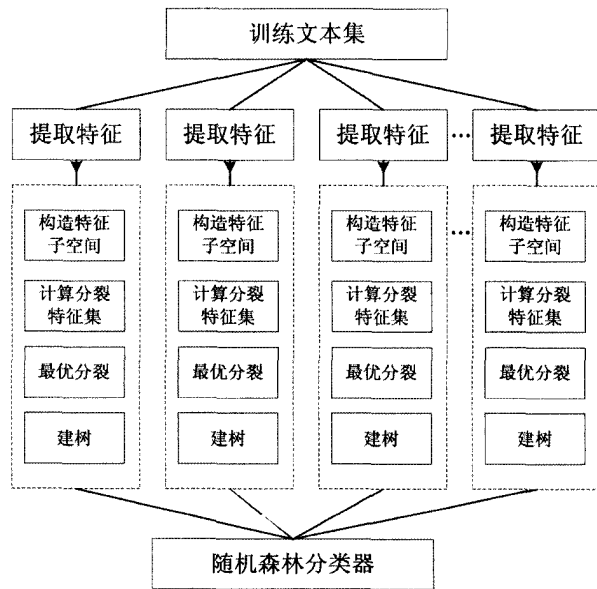 训练文本集
提取特征
提取特征
提取特征
…
提取特征
构造特征
子空间
构造特征
子空间
构造特征
子空间
…
构造特征
子空间
计算分裂
特征集
计算分裂
特征集
计算分裂
特征集
计算分裂
特征集
最优分裂
最优分裂
最优分裂
最优分裂
建树
建树
建树
建树
随机森林分类器